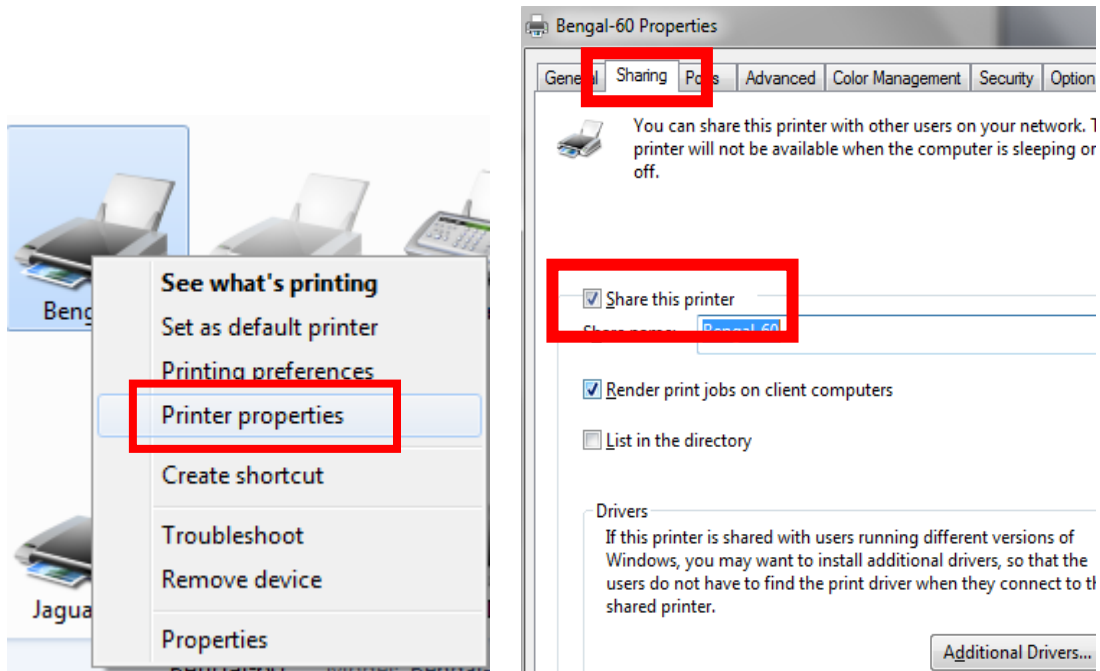 See what's printing
Set as default printer
Printing preferences
Printer properties
Create shortcut
Troubleshoot
Remove device
Properties
Beng
Jagua
Bengal-60 Properties
General Sharing Ports Advanced Color Management Security Option
You can share this printer with other users on your network. T
printer will not be available when the computer is sleeping or
off.
Share this printer
Share name: Bengal-60
Render print jobs on client computers
List in the directory
Drivers
If this printer is shared with users running different versions of
Windows, you may want to install additional drivers, so that the
users do not have to find the print driver when they connect to th
shared printer.
Additional Drivers...